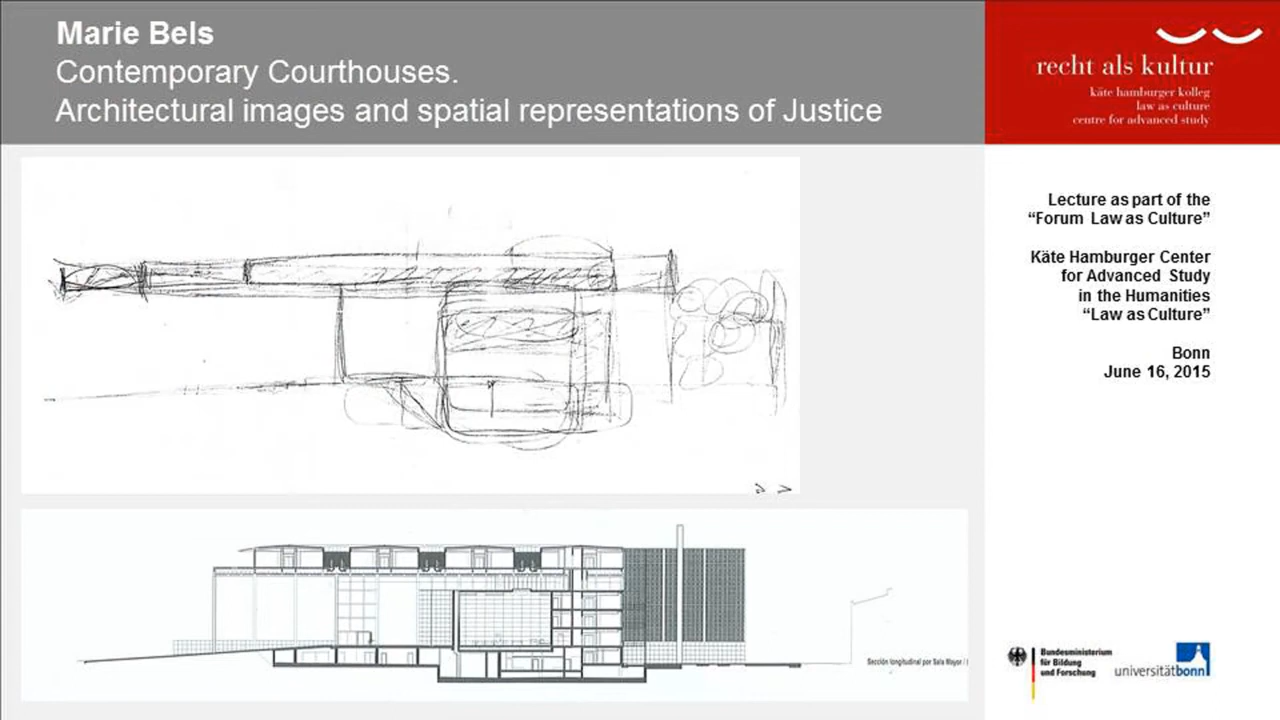 Marie Bels
Contemporary Courthouses.
Architectural images and spatial representations of Justice
recht als kultur
käte hamburger kolleg
law as culture
centre for advanced study
Lecture as part of the
“Forum Law as Culture”
Käte Hamburger Center
for Advanced Study
in the Humanities
“Law as Culture”
Bonn
June 16, 2015
Sección longitudinal por Sala Mayor /
Bundesministerium
für Bildung
und Forschung
universitätbonn